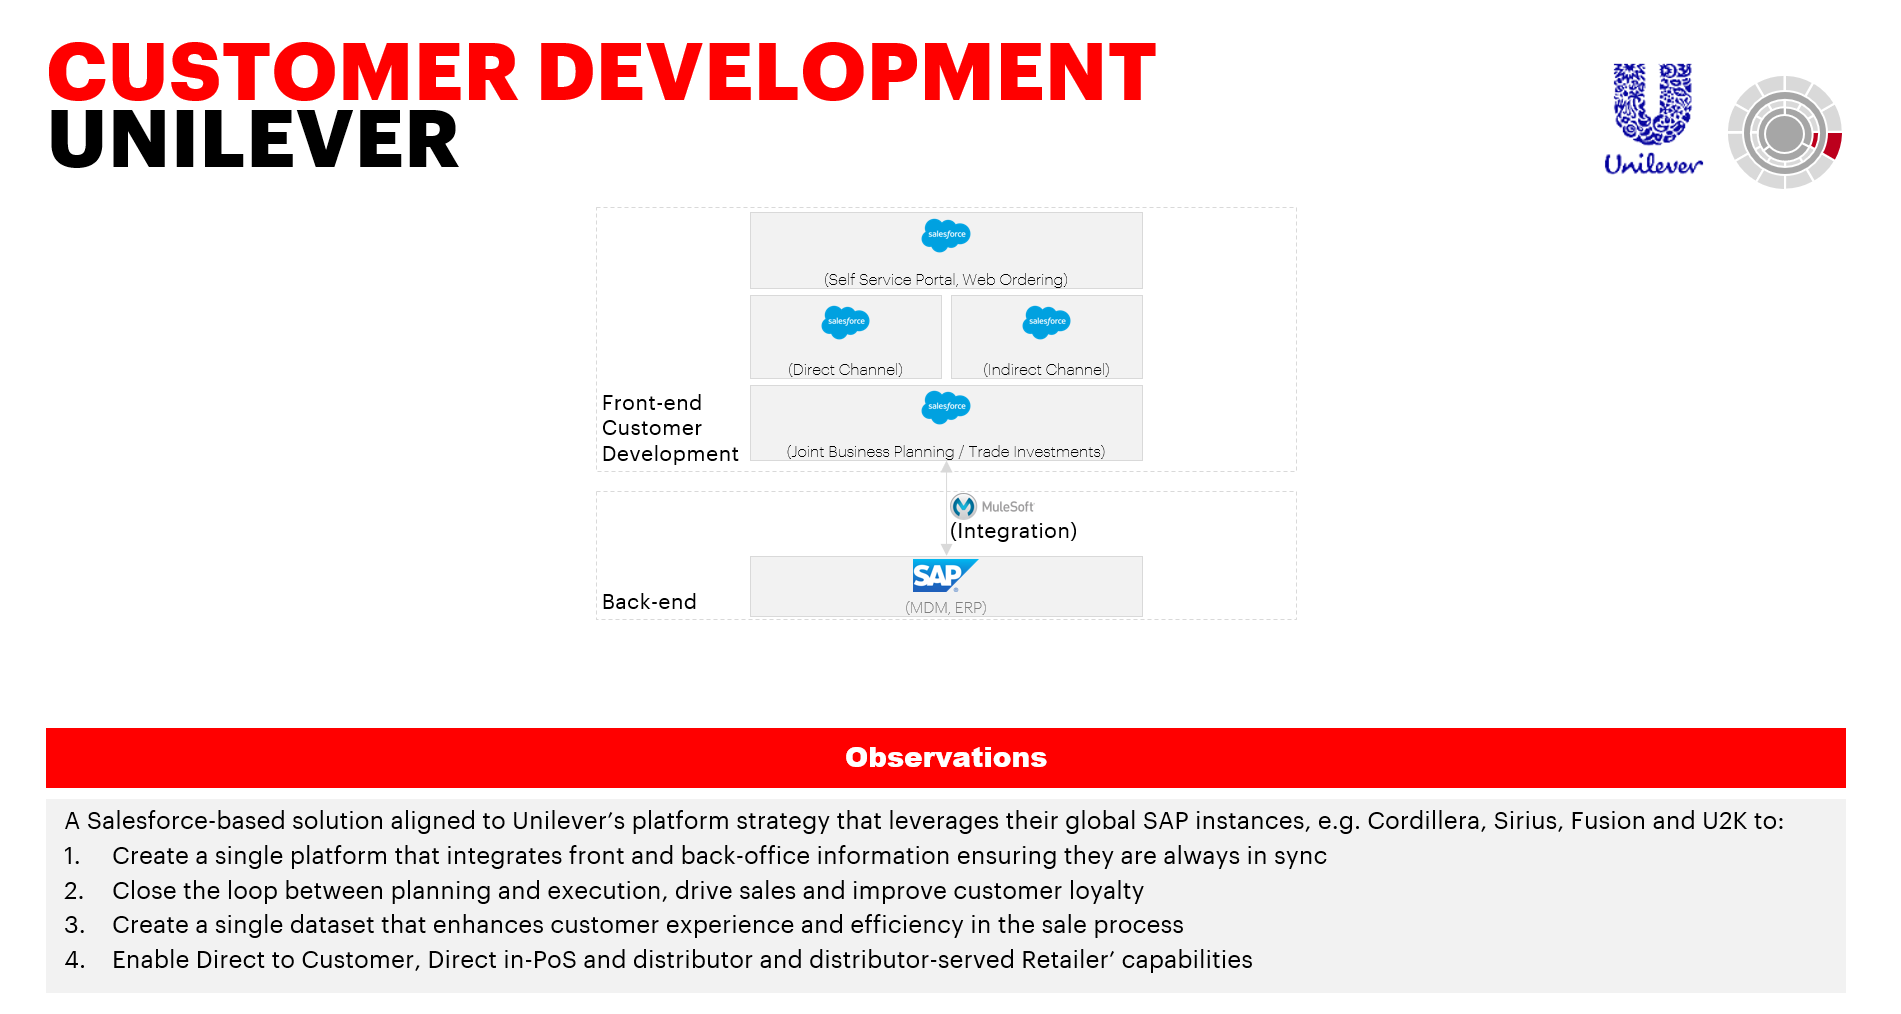 CUSTOMER DEVELOPMENT
UNILEVER
Unilever
salesforce
(Self Service Portal, Web Ordering)
salesforce
salesforce
(Direct Channel)
(Indirect Channel)
salesforce
(Joint Business Planning / Trade Investments)
Front-end
Customer
Development
MuleSoft
(Integration)
SAP®
(MDM, ERP)
Back-end
Observations
A Salesforce-based solution aligned to Unilever’s platform strategy that leverages their global SAP instances, e.g. Cordillera, Sirius, Fusion and U2K to:
1. Create a single platform that integrates front and back-office information ensuring they are always in sync
2. Close the loop between planning and execution, drive sales and improve customer loyalty
3. Create a single dataset that enhances customer experience and efficiency in the sale process
4. Enable Direct to Customer, Direct in-PoS and distributor and distributor-served Retailer’ capabilities